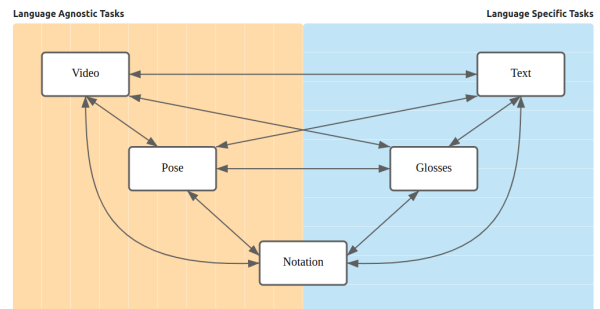 Language Agnostic Tasks
Language Specific Tasks
Video
Text
Pose
Glosses
Notation